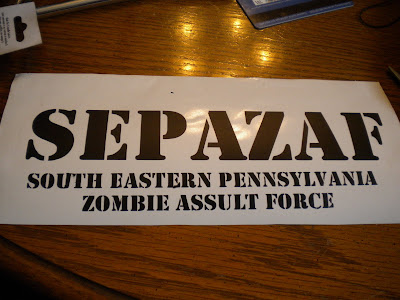 SEPAZAF
SOUTH EASTERN PENNSYLVANIA
ZOMBIE ASSULT FORCE